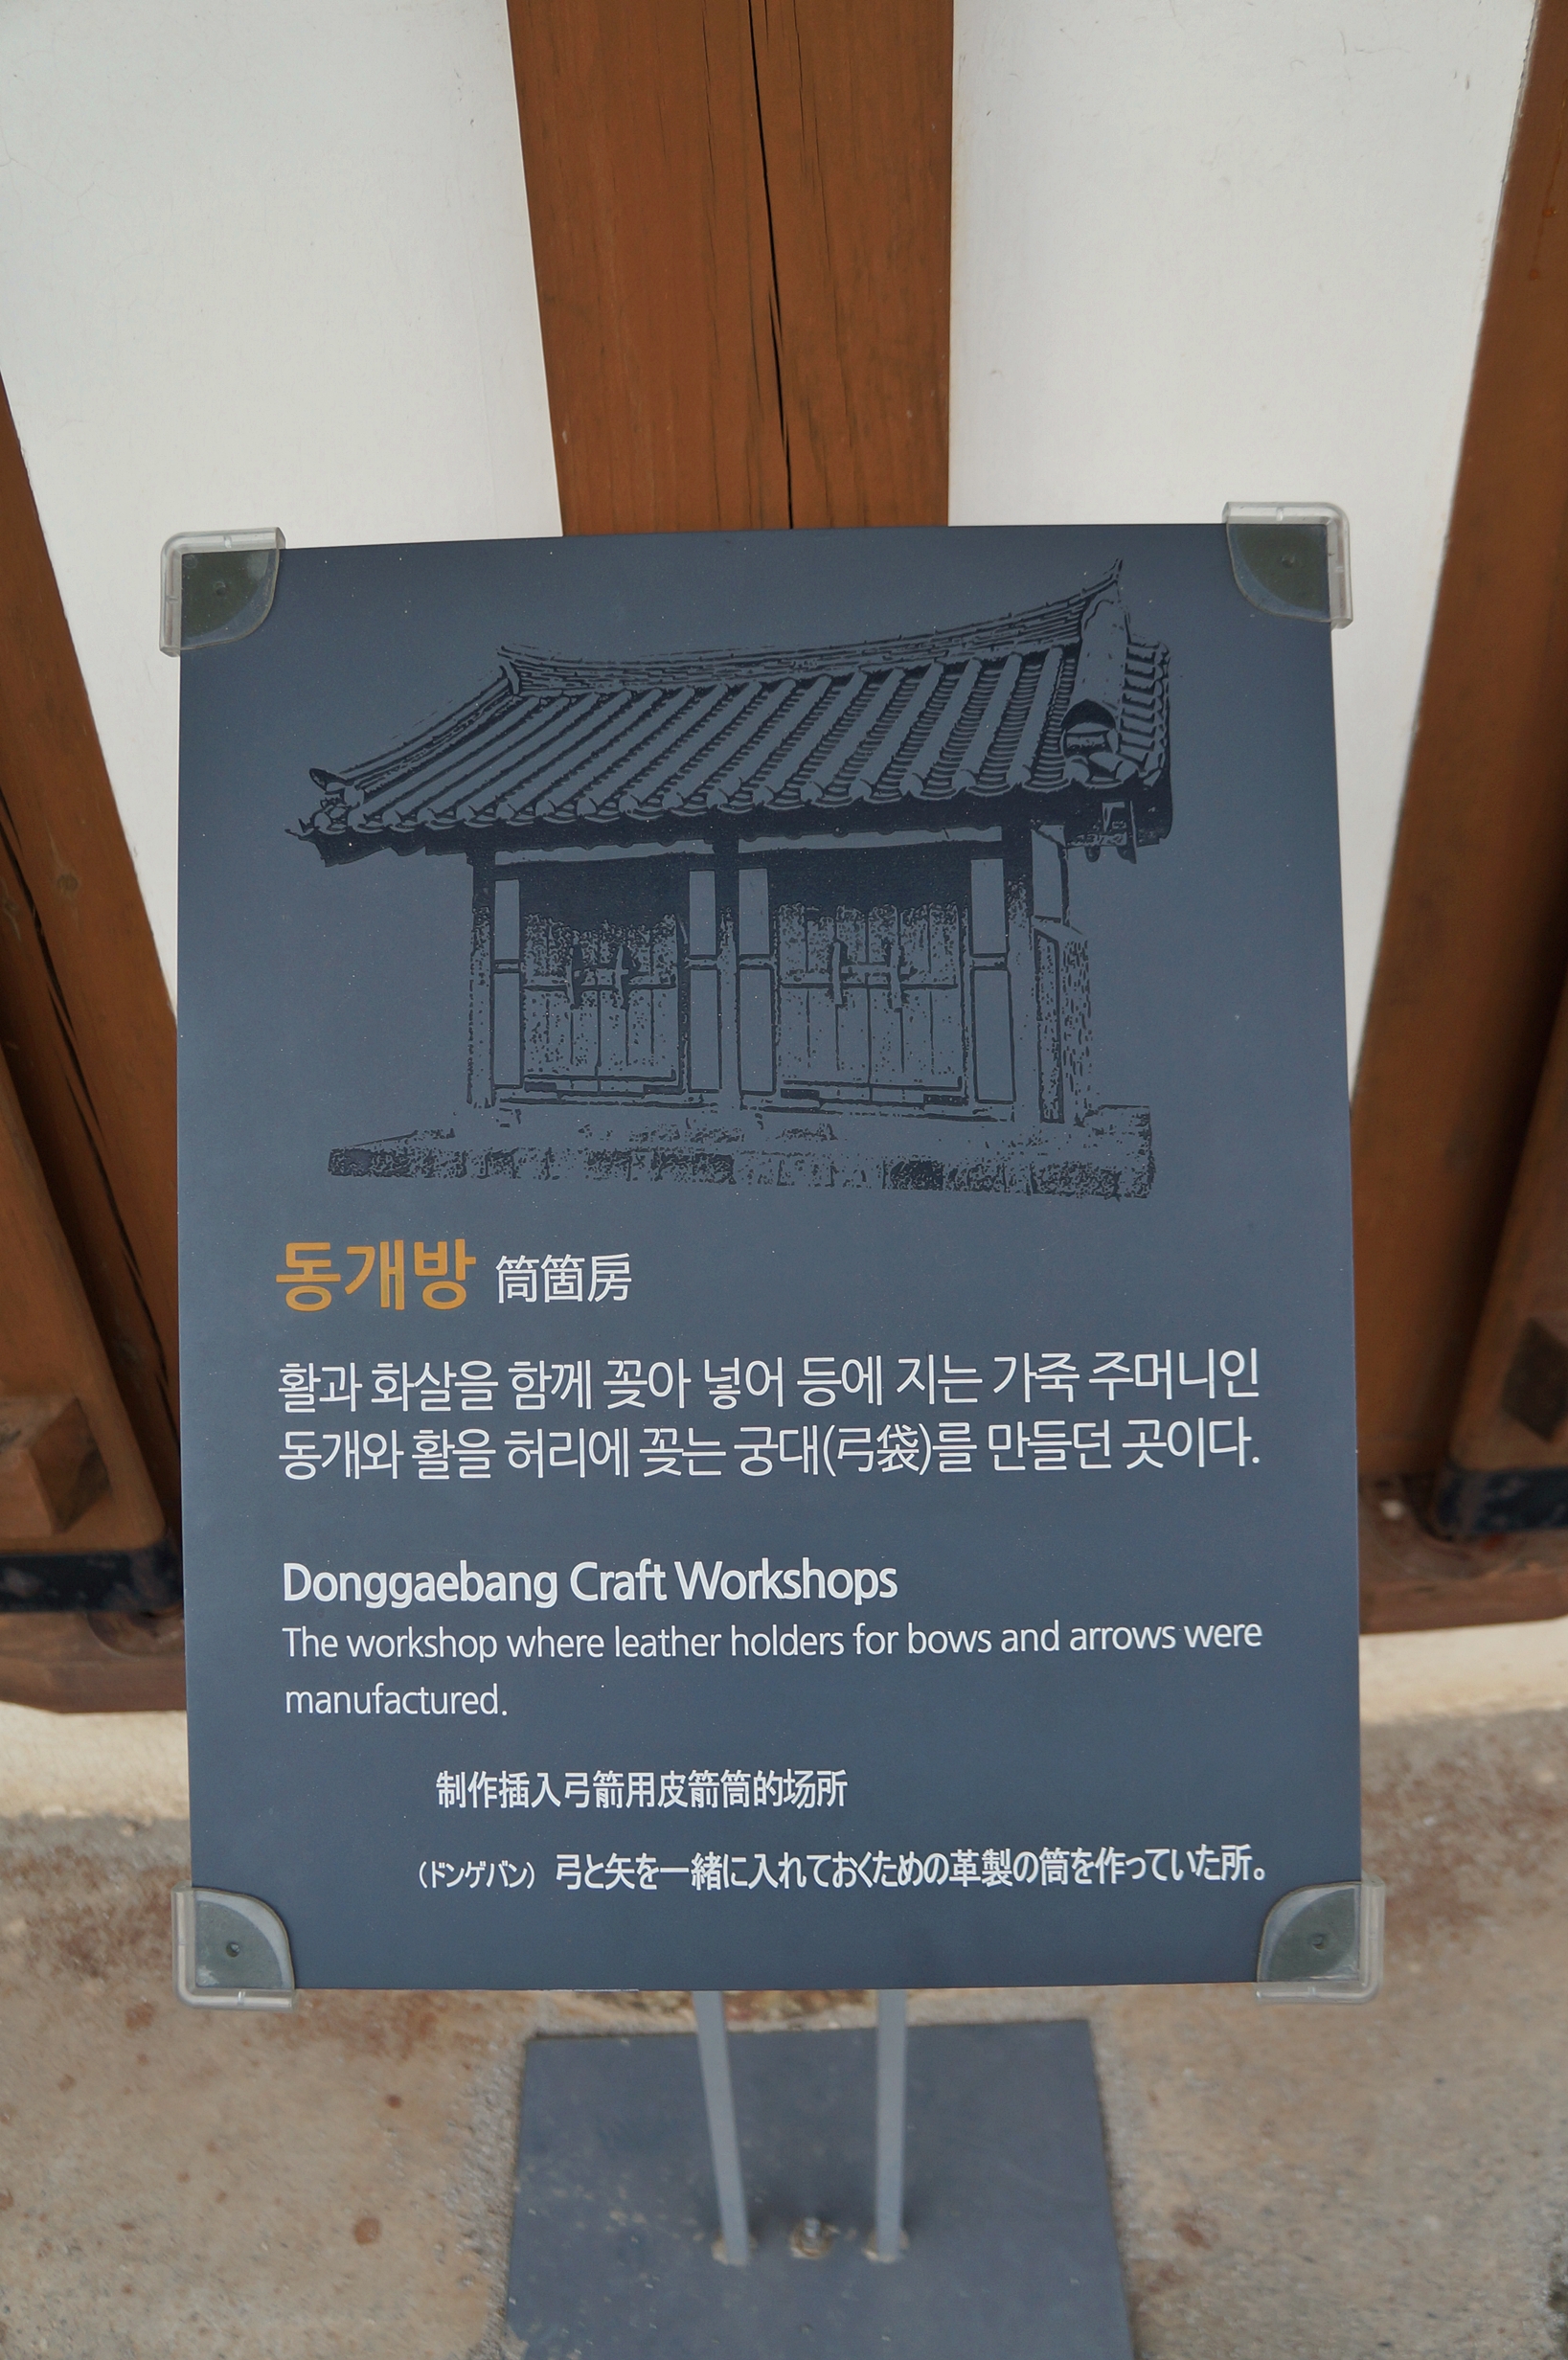 동개방 筒箇房
활과 화살을 함께 꽂아 넣어 등에 지는 가죽 주머니인
동개와 활을 허리에 꽂는 궁대(弓袋)를 만들던 곳이다.
Donggaebang Craft Workshops
The workshop where leather holders for bows and arrows were
manufactured.
制作插入弓箭用皮箭筒的场所
（ドンゲバン） 弓と矢を一緒に入れておくための革製の筒を作っていた所。